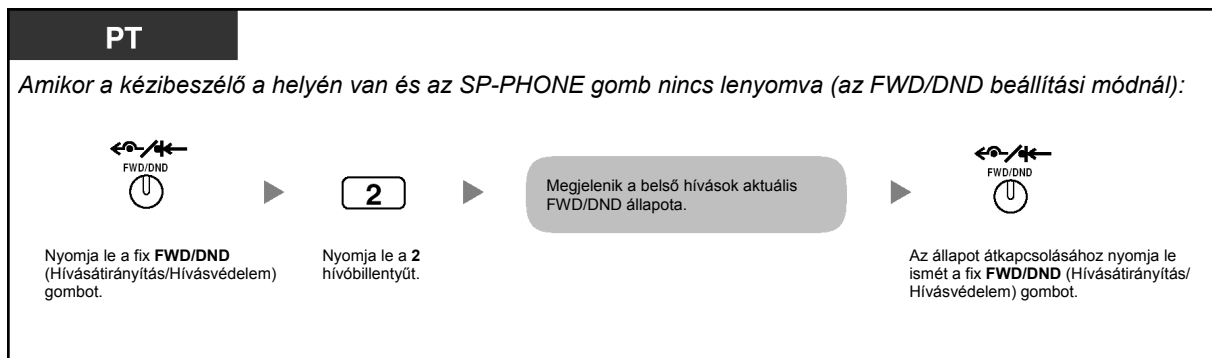 PT
Amikor a kézibeszélő a helyén van és az SP-PHONE gomb nincs lenyomva (az FWD/DND beállítási módnál):
FWD/DND
Nyomja le a fix FWD/DND
(Hívásátirányítás/Hívásvédelem)
gombot.
2
Nyomja le a 2
hívóbillentyűt.
Megjelenik a belső hívások aktuális
FWD/DND állapota.
FWD/DND
Az állapot átkapcsolásához nyomja le
ismét a fix FWD/DND (Hívásátirányítás/
Hívásvédelem) gombot.